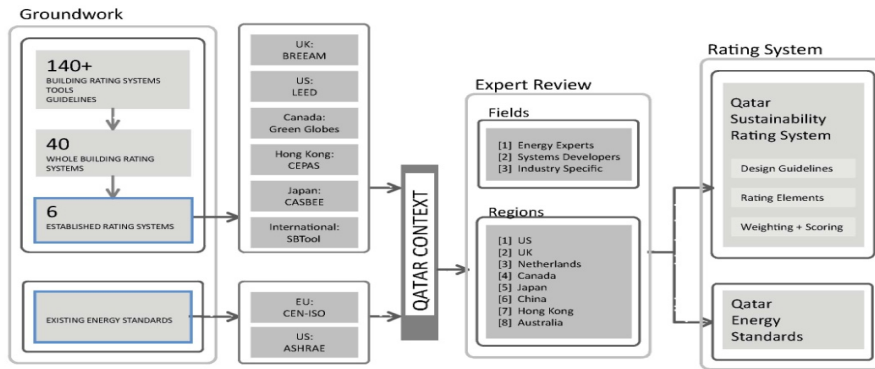 Groundwork
140+
BUILDING RATING SYSTEMS
TOOLS
GUIDELINES
40
WHOLE BUILDING RATING
SYSTEMS
6
ESTABLISHED RATING SYSTEMS
EXISTING ENERGY STANDARDS
UK:
BREEAM
US:
LEED
Canada:
Green Globes
Hong Kong:
CEPAS
Japan:
CASBEE
International:
SBTool
EU:
CEN-ISO
US:
ASHRAE
QATAR CONTEXT
Expert Review
Fields
[1] Energy Experts
[2] Systems Developers
[3] Industry Specific
Regions
[1] US
[2] UK
[3] Netherlands
[4] Canada
[5] Japan
[6] China
[7] Hong Kong
[8] Australia
Rating System
Qatar
Sustainability
Rating System
Design Guidelines
Rating Elements
Weighting + Scoring
Qatar
Energy
Standards